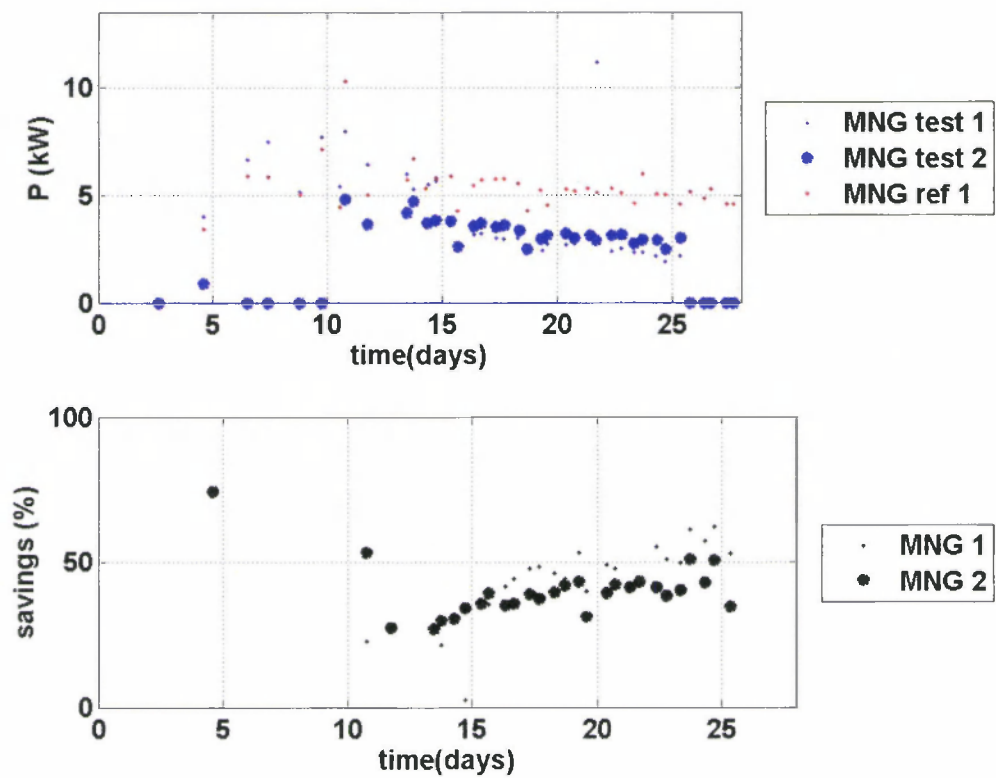 P (kW)
10
5
0
0 5 10 15 20 25
time(days)
MNG test 1
MNG test 2
MNG ref 1
savings (%)
100
50
0
0 5 10 15 20 25
time(days)
MNG 1
MNG 2